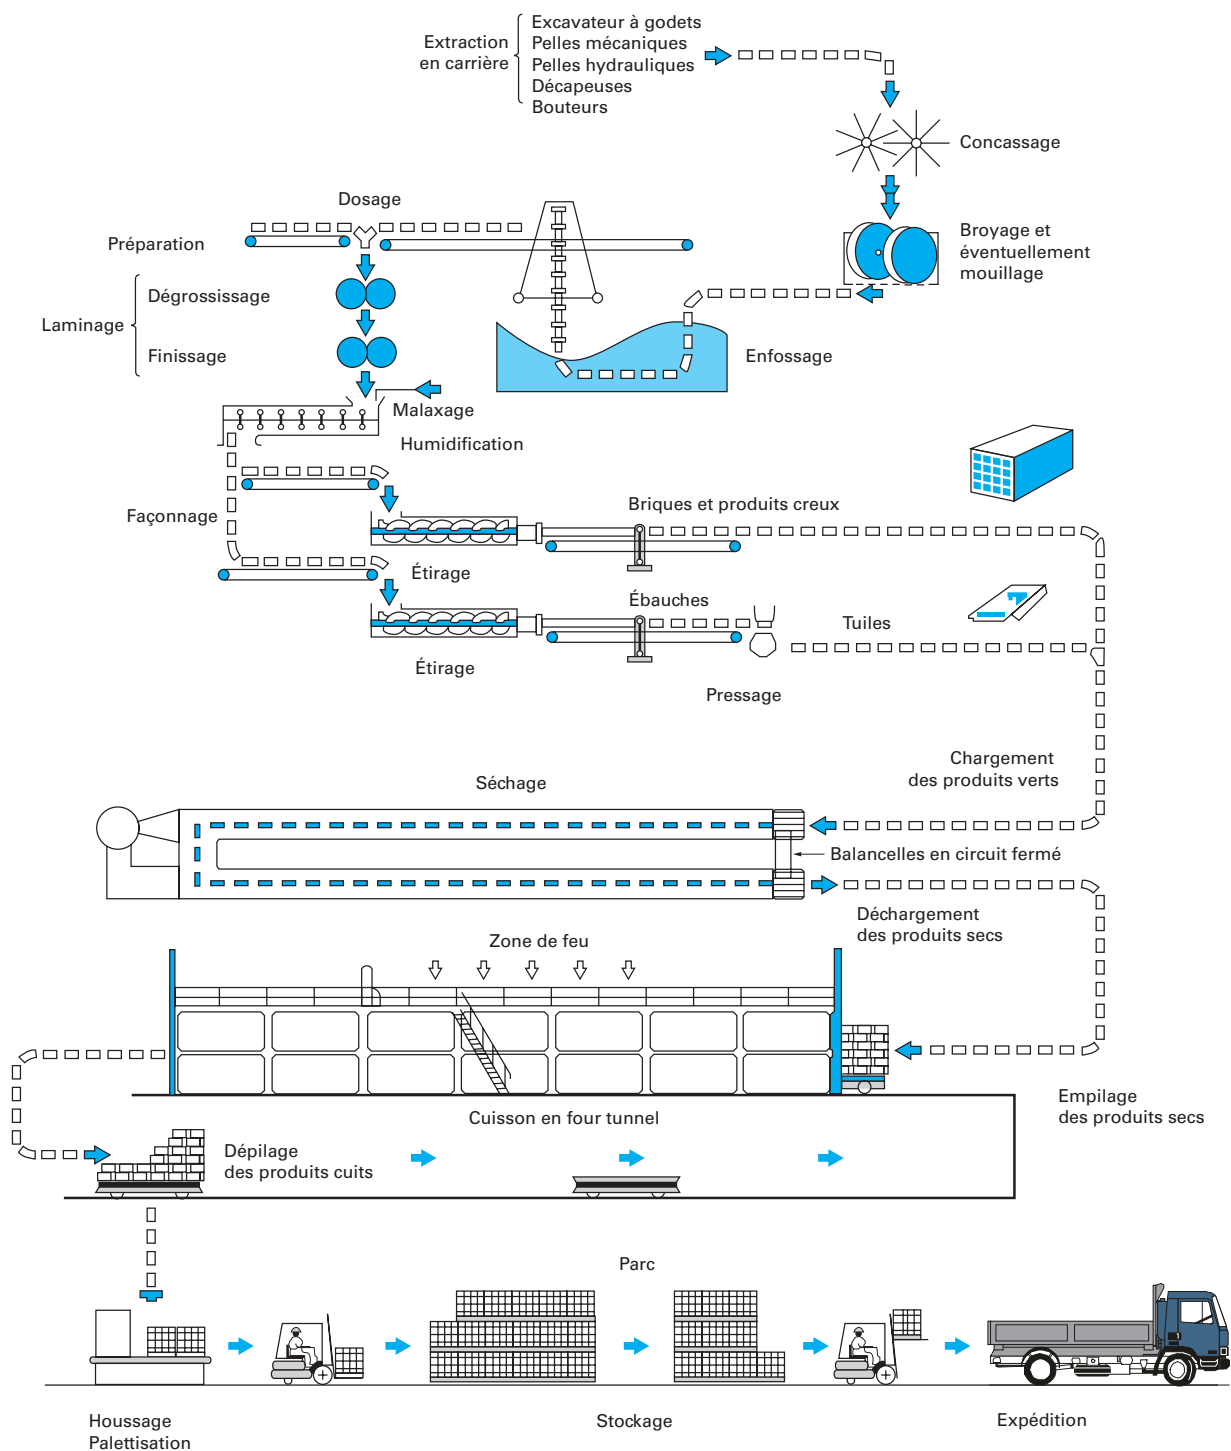 Extraction
en carrière
Excavateur à godets
Pelles mécaniques
Pelles hydrauliques
Décapeuses
Bouteurs
Concassage
Dosage
Préparation
Broyage et
éventuellement
mouillage
Laminage
Dégrossissage
Finissage
Enfossage
Malaxage
Humidification
Façonnage
Briques et produits creux
Étirage
Ébauches
Tuiles
Étirage
Pressage
Chargement
des produits verts
Séchage
Balancelles en circuit fermé
Déchargement
des produits secs
Zone de feu
Cuisson en four tunnel
Empilage
des produits secs
Dépilage
des produits cuits
Parc
Houssage
Palettisation
Stockage
Expédition